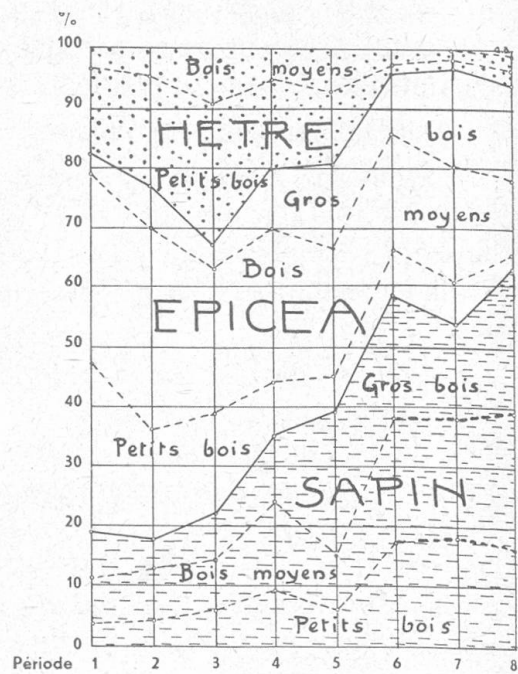 %
100
Bois moyens
90
HETRE
bois
80
Petits bois
Gros
70
moyens
Bois
60
EPICEA
50
Gros bois
40
Petits bois
30
SAPIN
20
Bois moyens
10
Petits bois
0
Période 1 2 3 4 5 6 7 8